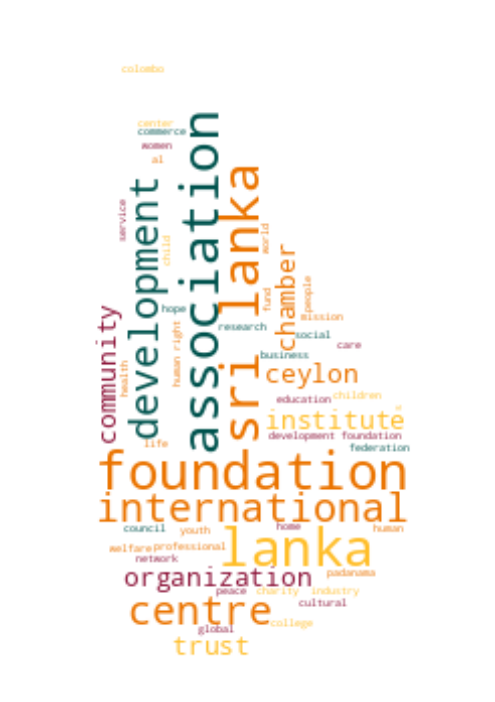 colombo
center
commerce
women
al
association
sri lanka
development
service
child
world
chamber
fund
people
hope
mission
community
human right
research
social
care
business
health
ceylon
education
children
institute
development foundation
life
federation
foundation
international
council
youth
home
human
lanka
welfare
professional
network
organization
padanama
peace
charity
industry
centre
cultural
global
college
trust